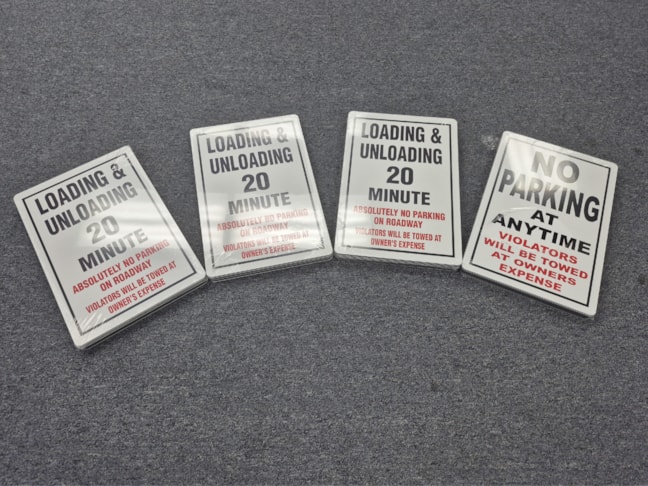 LOADING &
UNLOADING
20
MINUTE
ABSOLUTELY NO PARKING
ON ROADWAY
VIOLATORS WILL BE TOWED AT
OWNER'S EXPENSE
LOADING &
UNLOADING
20
MINUTE
ABSOLUTELY NO PARKING
ON ROADWAY
VIOLATORS WILL BE TOWED AT
OWNER'S EXPENSE
LOADING &
UNLOADING
20
MINUTE
ABSOLUTELY NO PARKING
ON ROADWAY
VIOLATORS WILL BE TOWED AT
OWNER'S EXPENSE
NO
PARKING
AT
ANYTIME
VIOLATORS
WILL BE TOWED
AT OWNERS
EXPENSE